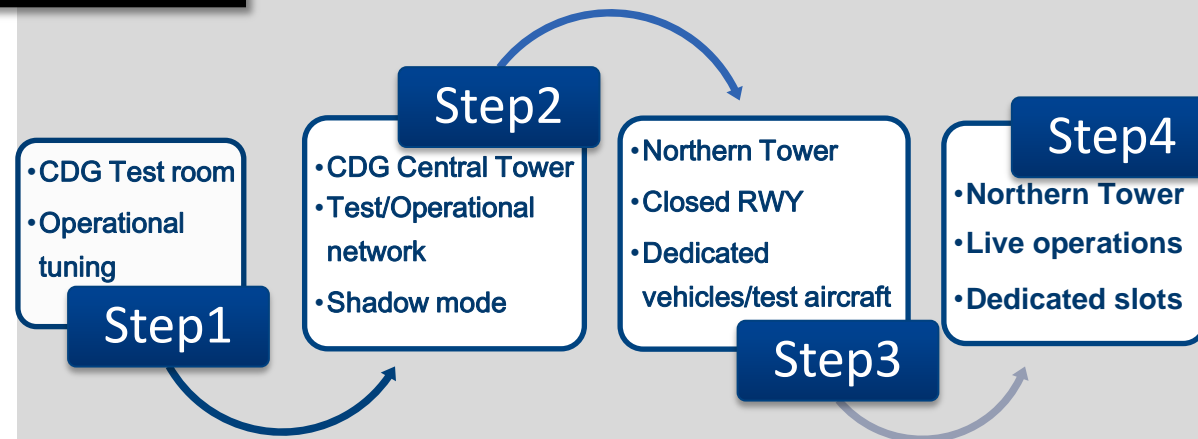 •CDG Test room
•Operational
tuning
Step1
Step2
•CDG Central Tower
•Test/Operational
network
•Shadow mode
•Northern Tower
•Closed RWY
•Dedicated
vehicles/test aircraft
Step3
Step4
•Northern Tower
•Live operations
•Dedicated slots